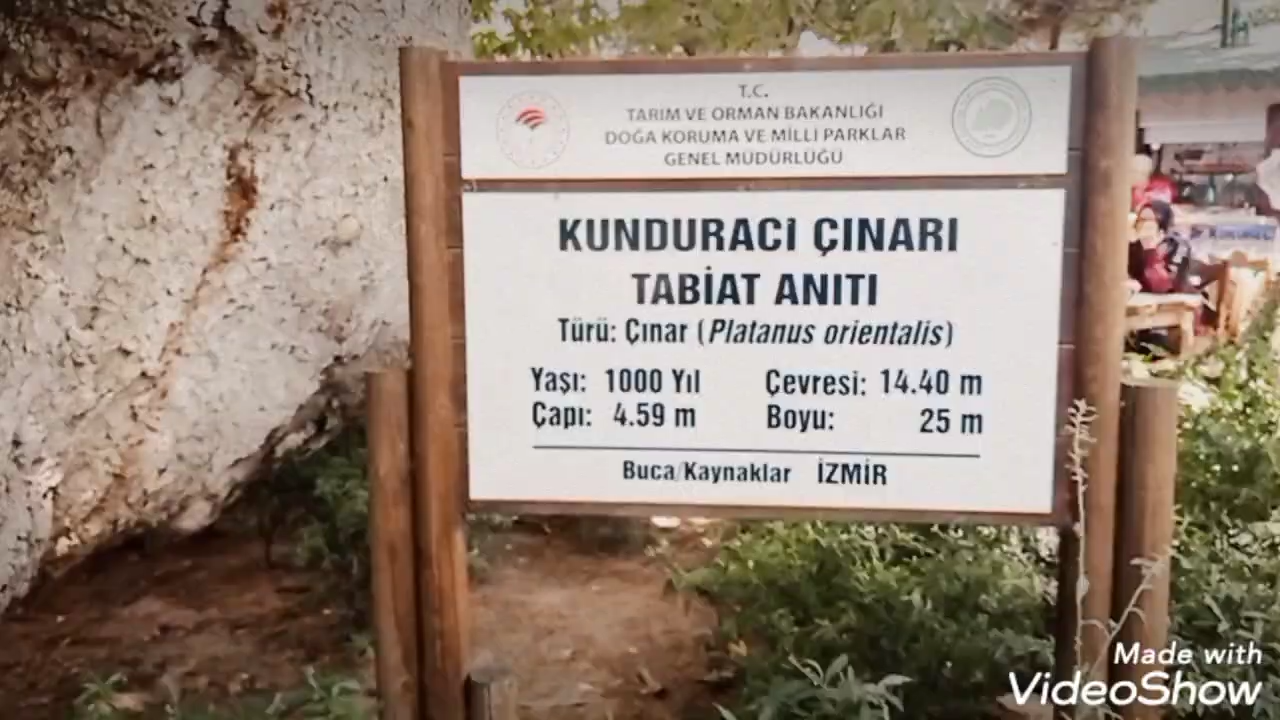 T.C.
TARIM VE ORMAN BAKANLIĞI
DOĞA KORUMA VE MİLLİ PARKLAR
GENEL MÜDÜRLÜĞÜ
KUNDURACI ÇINARI
TABİAT ANITI
Türü: Çınar (Platanus orientalis)
Yaşı: 1000 Yıl Çevresi: 14.40 m
Çapı: 4.59 m Boyu: 25 m
Buca/Kaynaklar İZMİR
Made with
VideoShow